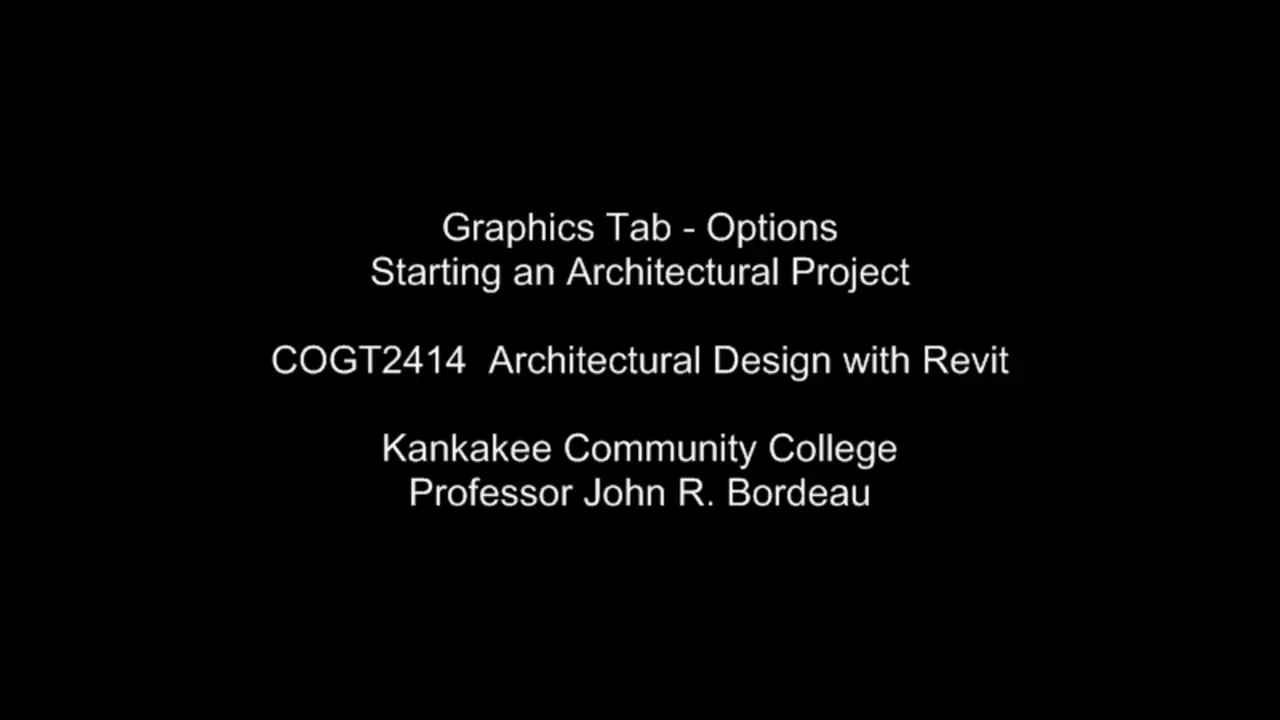 Graphics Tab - Options
Starting an Architectural Project
COGT2414  Architectural Design with Revit
Kankakee Community College
Professor John R. Bordeau